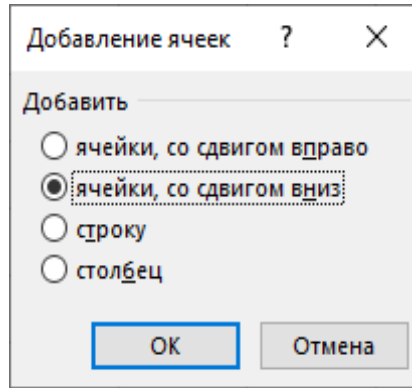 Добавление ячеек ?
Добавить
ячейки, со сдвигом вправо
ячейки, со сдвигом вниз
строку
столбец
ОК Отмена